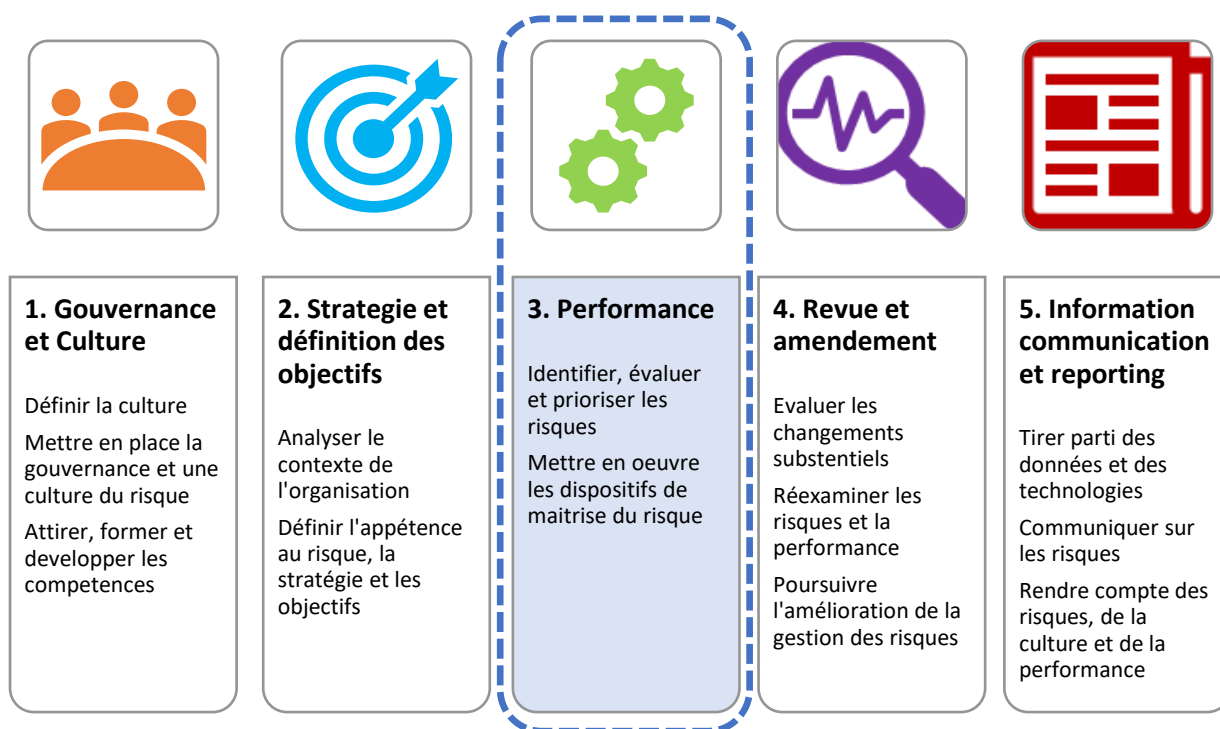 1. Gouvernance
et Culture
Définir la culture
Mettre en place la
gouvernance et une
culture du risque
Attirer, former et
developper les
competences
2. Strategie et
définition des
objectifs
Analyser le
contexte de
l'organisation
Définir l'appétence
au risque, la
stratégie et les
objectifs
3. Performance
Identifier, évaluer
et prioriser les
risques
Mettre en oeuvre
les dispositifs de
maitrise du risque
4. Revue et
amendement
Evaluer les
changements
substentiels
Réexaminer les
risques et la
performance
Poursuivre
l'amélioration de la
gestion des risques
5. Information
communication
et reporting
Tirer parti des
données et des
technologies
Communiquer sur
les risques
Rendre compte des
risques, de la
culture et de la
performance